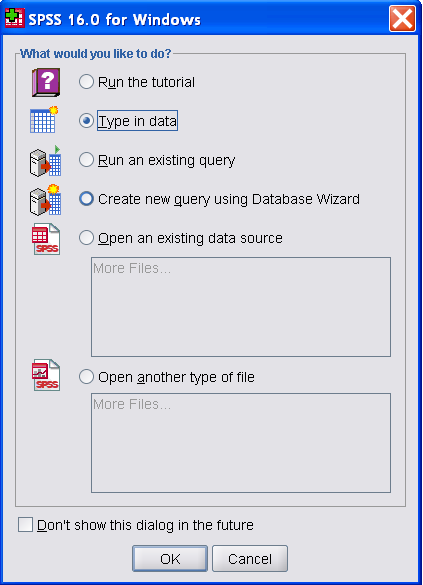 SPSS 16.0 for Windows
What would you like to do?
?
Run the tutorial
Type in data
Run an existing query
Create new query using Database Wizard
SPSS
Open an existing data source
More Files...
SPSS
Open another type of file
More Files...
Don't show this dialog in the future
OK Cancel